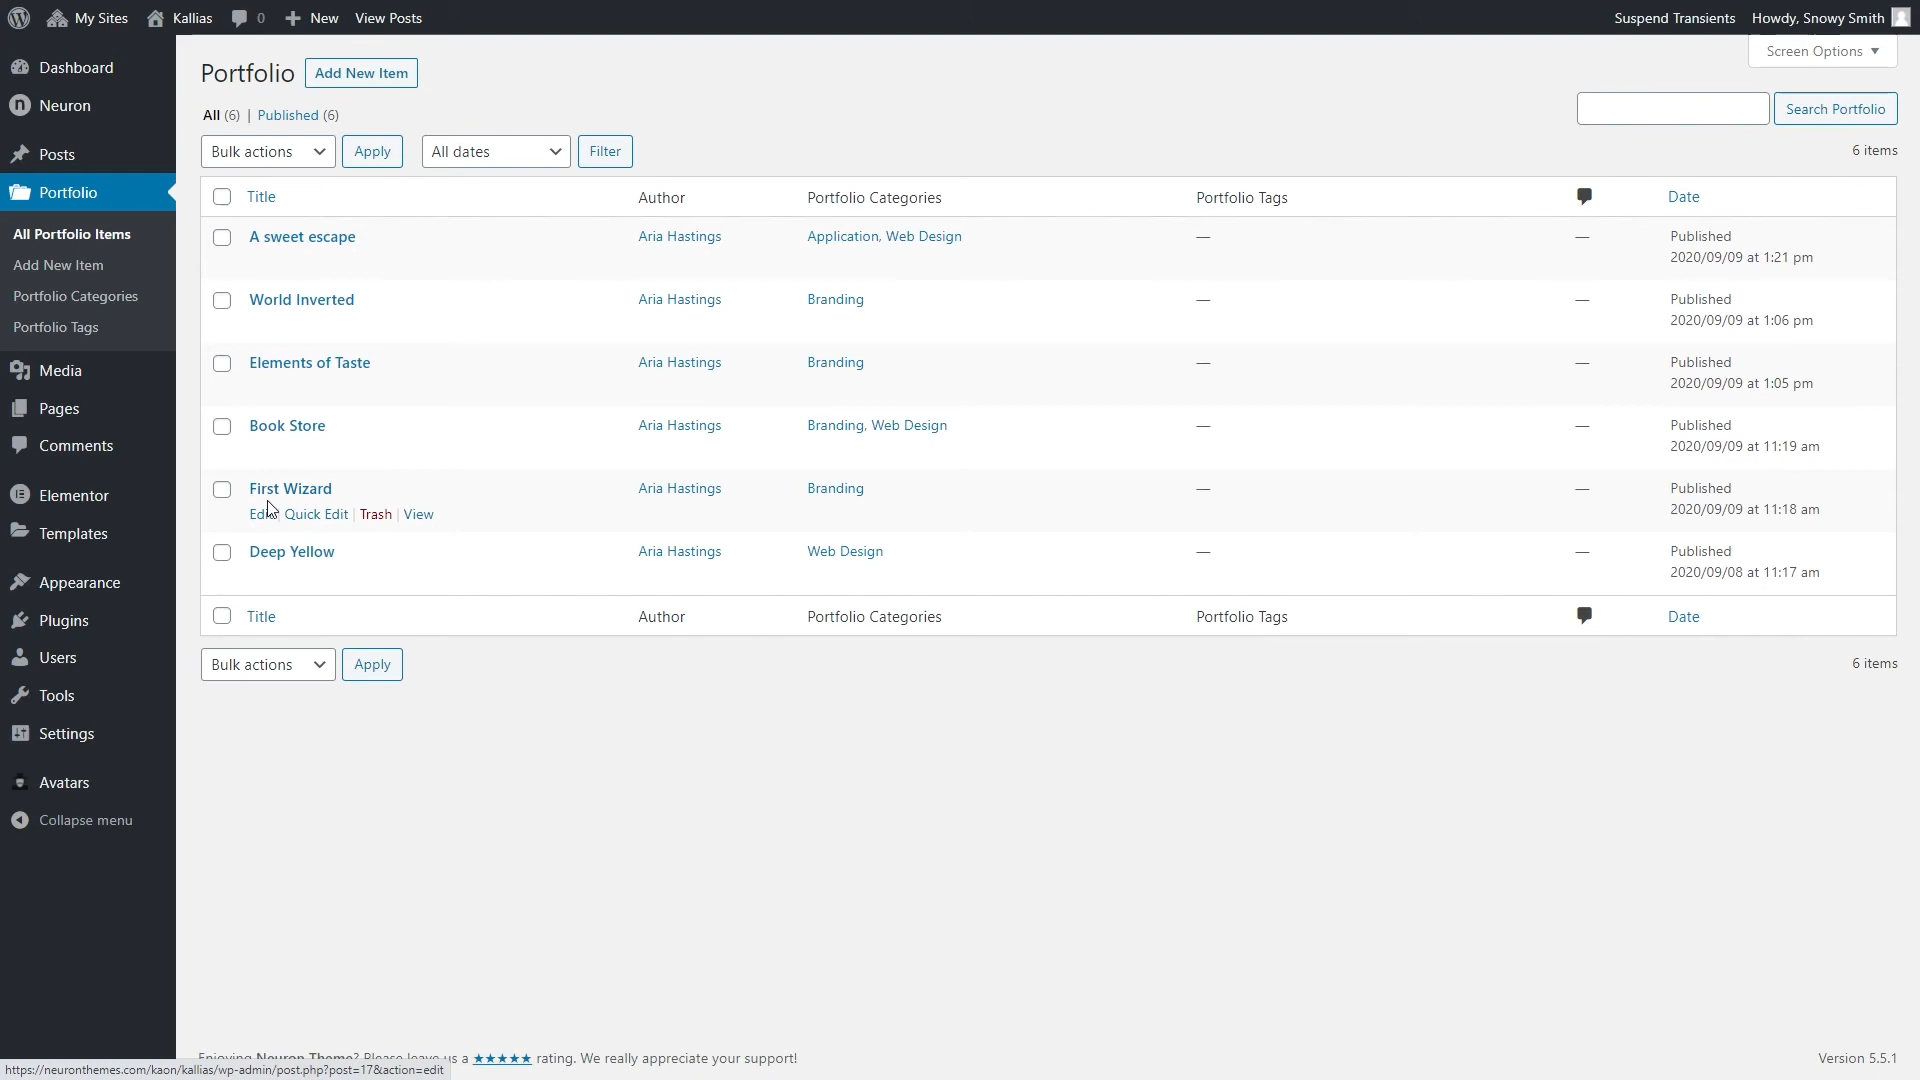 My Sites Kallias 0 New View Posts Suspend Transients Howdy, Snowy Smith
Screen Options
Dashboard
Neuron
Posts
Portfolio
All Portfolio Items
Add New Item
Portfolio Categories
Portfolio Tags
Media
Pages
Comments
Elementor
Templates
Appearance
Plugins
Users
Tools
Settings
Avatars
Collapse menu
Portfolio Add New Item
All (6) | Published (6)
Search Portfolio
Bulk actions Apply All dates Filter 6 items
Title Author Portfolio Categories Portfolio Tags Date
A sweet escape Aria Hastings Application, Web Design — — Published
2020/09/09 at 1:21 pm
World Inverted Aria Hastings Branding — — Published
2020/09/09 at 1:06 pm
Elements of Taste Aria Hastings Branding — — Published
2020/09/09 at 1:05 pm
Book Store Aria Hastings Branding, Web Design — — Published
2020/09/09 at 11:19 am
First Wizard Aria Hastings Branding — — Published
Edit | Quick Edit | Trash | View 2020/09/09 at 11:18 am
Deep Yellow Aria Hastings Web Design — — Published
2020/09/08 at 11:17 am
Title Author Portfolio Categories Portfolio Tags Date
Bulk actions Apply 6 items
Enjoying Neuron Theme? Please leave us a ★★★★★ rating. We really appreciate your support! Version 5.5.1
https://neuronthemes.com/kaon/kallias/wp-admin/post.php?post=17&action=edit